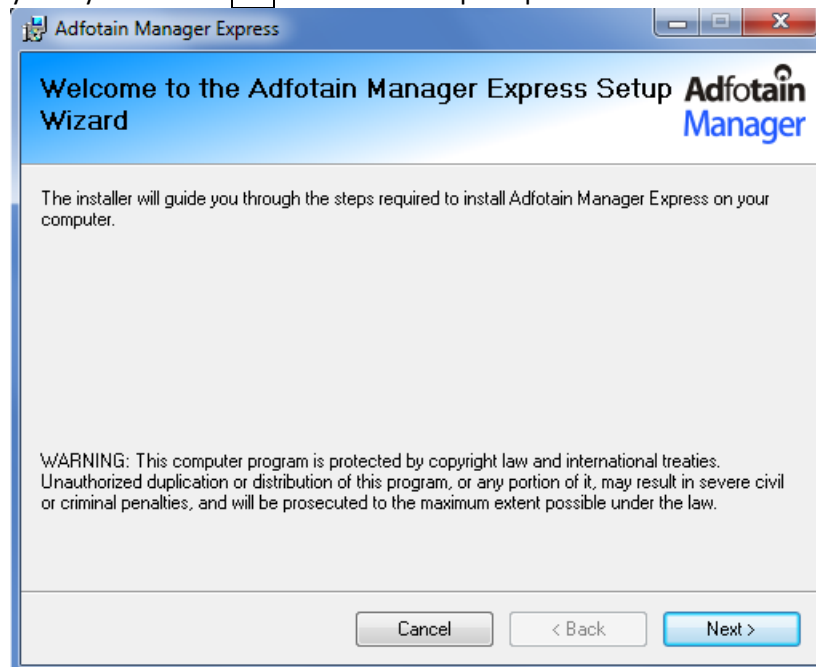 Adfotain Manager Express
Welcome to the Adfotain Manager Express Setup
Wizard
Adfotain
Manager
The installer will guide you through the steps required to install Adfotain Manager Express on your
computer.
WARNING: This computer program is protected by copyright law and international treaties.
Unauthorized duplication or distribution of this program, or any portion of it, may result in severe civil
or criminal penalties, and will be prosecuted to the maximum extent possible under the law.
Cancel
< Back
Next >